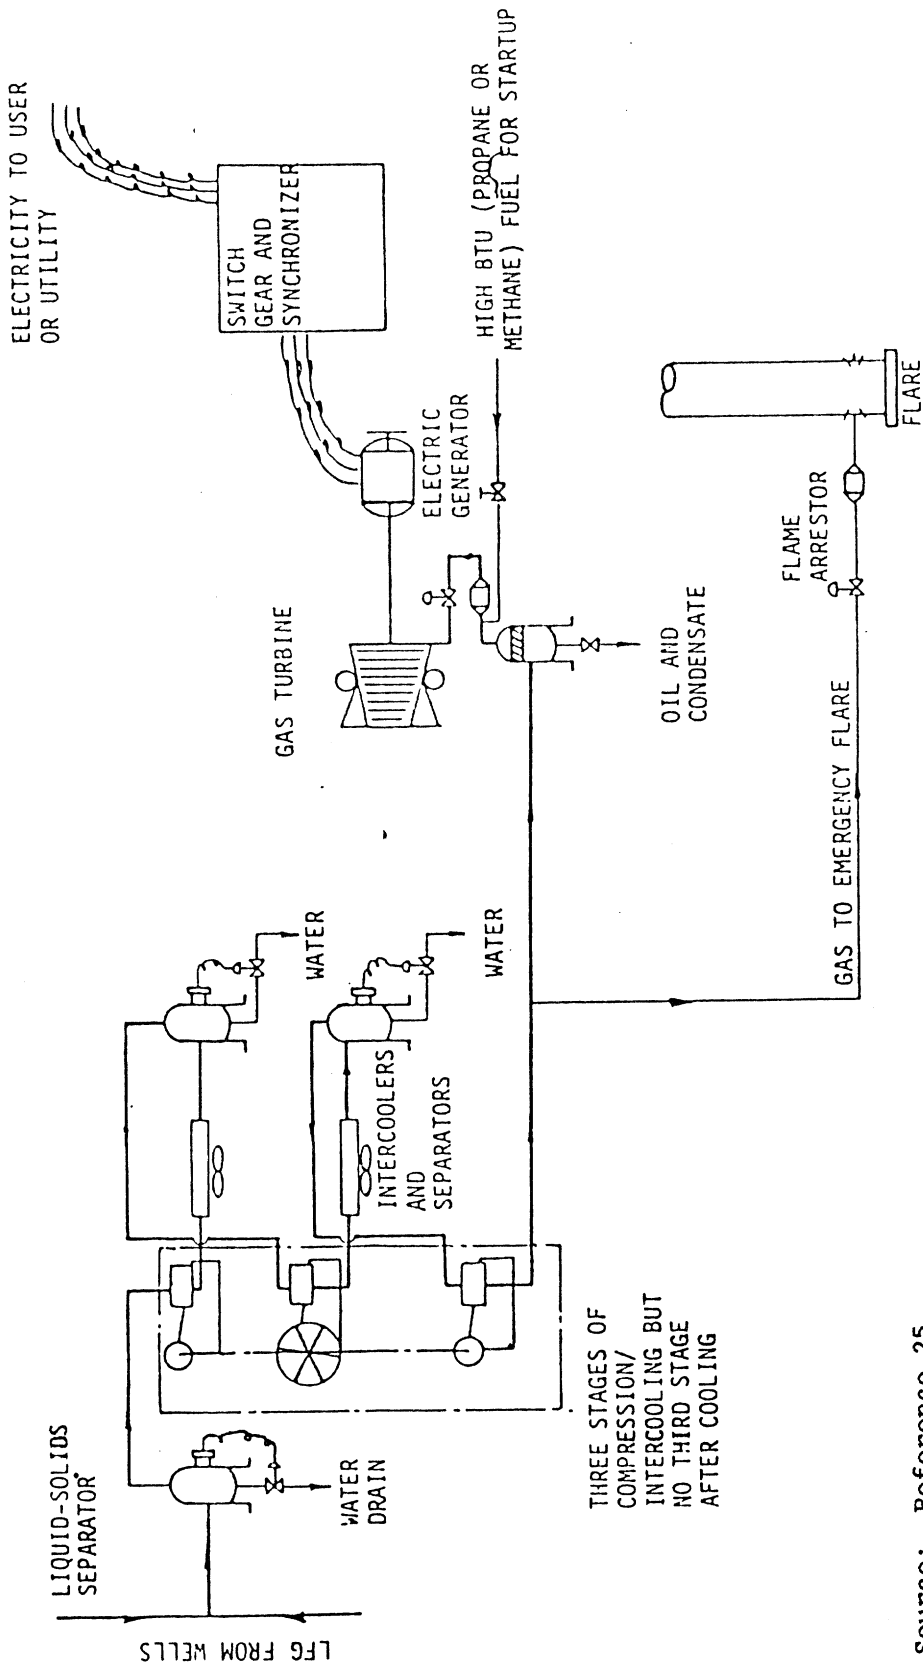 LFG FROM WELLS
LIQUID-SOLIDS
SEPARATOR
WATER
DRAIN
THREE STAGES OF
COMPRESSION/
INTERCOOLING BUT
NO THIRD STAGE
AFTER COOLING
INTERCOOLERS
AND
SEPARATORS
WATER
WATER
GAS TURBINE
ELECTRIC
GENERATOR
SWITCH
GEAR AND
SYNCHRONIZER
ELECTRICITY TO USER
OR UTILITY
HIGH BTU (PROPANE OR
METHANE) FUEL FOR STARTUP
OIL AND
CONDENSATE
GAS TO EMERGENCY FLARE
FLAME
ARRESTOR
FLARE
Source: Reference 25